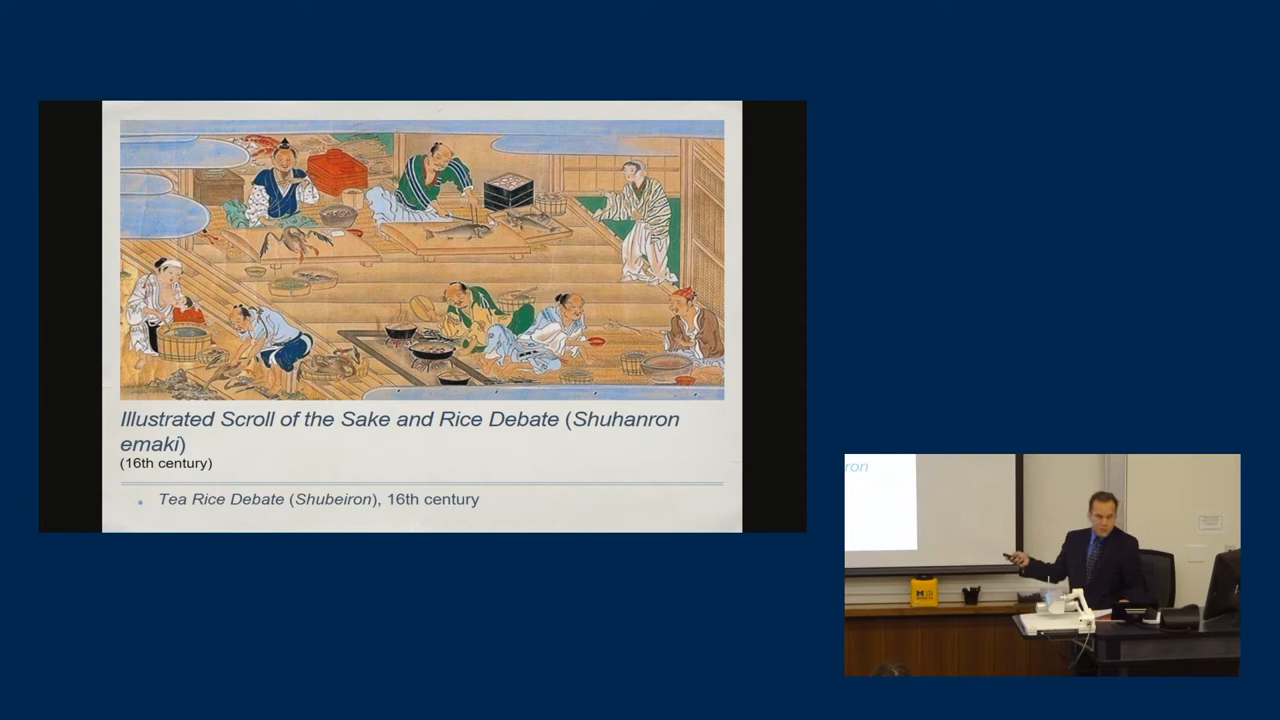 Illustrated Scroll of the Sake and Rice Debate (Shuhanron
emaki)
(16th century)
• Tea Rice Debate (Shubeiron), 16th century
ron
M